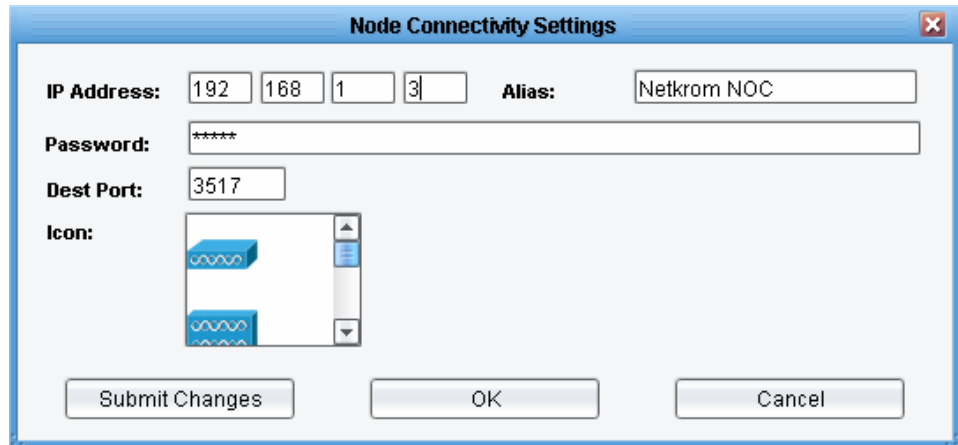 Node Connectivity Settings
IP Address: 192 168 1 3 Alias: Netkrom NOC
Password: *****
Dest Port: 3517
Icon:
Submit Changes OK Cancel